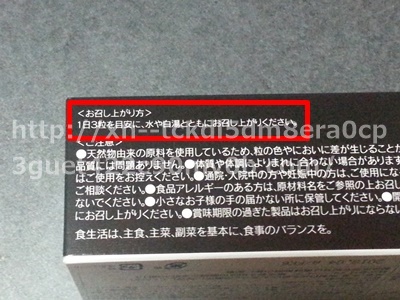 <お召し上がり方>
1日3粒を目安に、水や白湯とともにお召し上がりください。
http://xn--tckdl5dm8era0cp
<ご注意>
●天然物由来の原料を使用しているため、粒の色やにおいに差が生じること
品質には問題ありません。●体質や体調によりまれに合わない場合があります
はご使用をお控えください。●通院・入院中の方や妊娠中の方は、ご使用になる
ご相談ください。●食品アレルギーのある方は、原材料名をご参照の上お召し
なさらないでください。●小さなお子様の手の届かない所に保管してください。●開
お召し上がりください。●賞味期限の過ぎた製品はお召し上がりにならない
食生活は、主食、主菜、副菜を基本に、食事のバランスを。